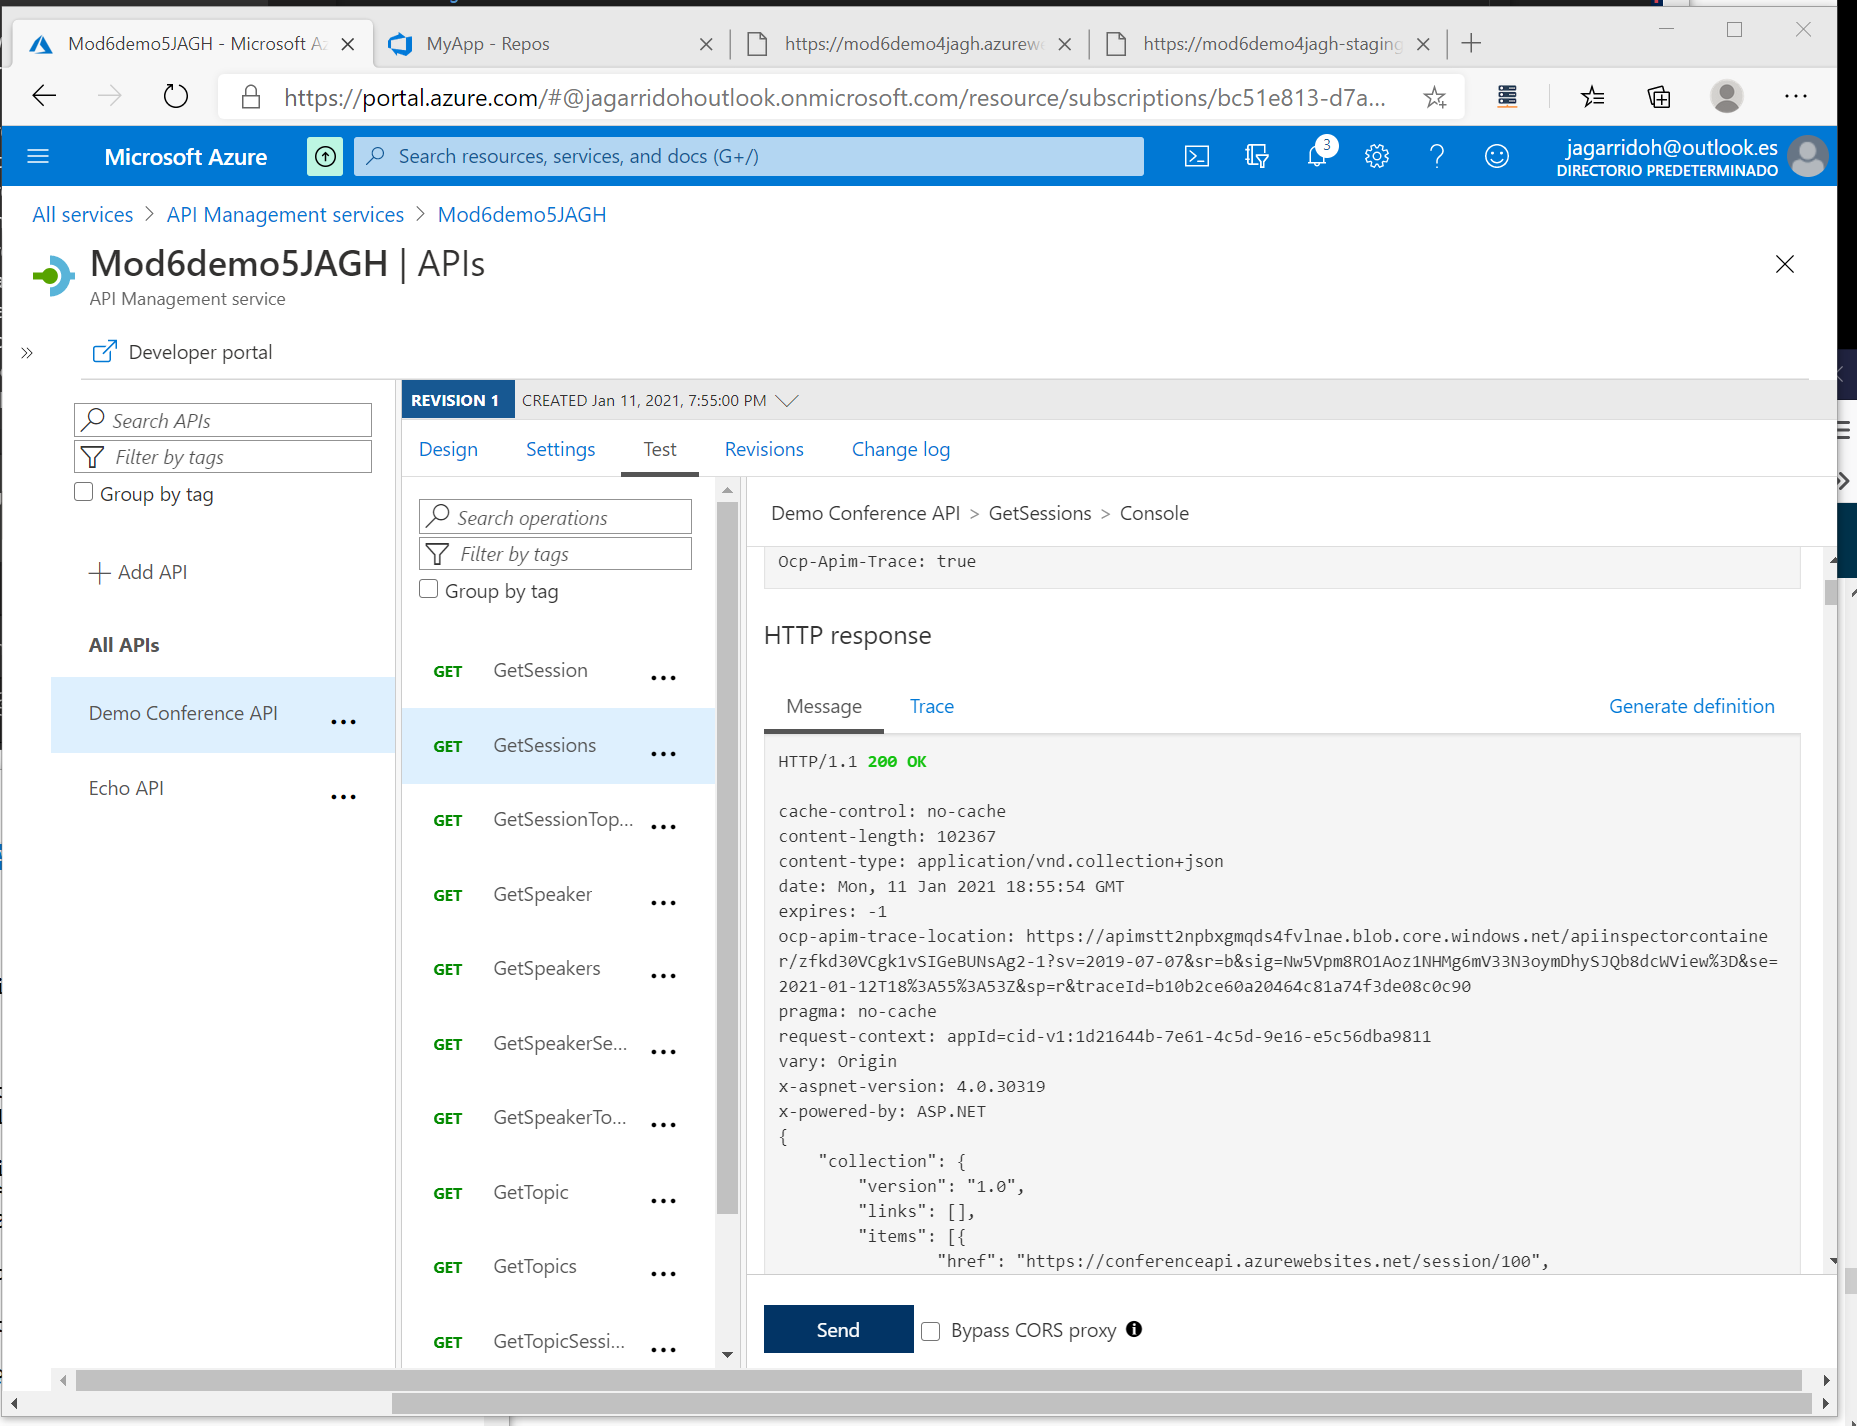 Mod6demo5JAGH - Microsoft Az
MyApp - Repos
https://mod6demo4jagh.azurewe
https://mod6demo4jagh-staging
https://portal.azure.com/#@jagarridohoutlook.onmicrosoft.com/resource/subscriptions/bc51e813-d7a...
Microsoft Azure
Search resources, services, and docs (G+/)
3
jagarridoh@outlook.es
DIRECTORIO PREDETERMINADO
All services > API Management services > Mod6demo5JAGH
Mod6demo5JAGH | APIs
API Management service
Developer portal
Search APIs
Filter by tags
Group by tag
Add API
All APIs
Demo Conference API
Echo API
REVISION 1 CREATED Jan 11, 2021, 7:55:00 PM
Design Settings Test Revisions Change log
Search operations
Filter by tags
Group by tag
GET GetSession
GET GetSessions
GET GetSessionTop...
GET GetSpeaker
GET GetSpeakers
GET GetSpeakerSe...
GET GetSpeakerTo...
GET GetTopic
GET GetTopics
GET GetTopicSessi...
Demo Conference API > GetSessions > Console
Ocp-Apim-Trace: true
HTTP response
Message Trace Generate definition
HTTP/1.1 200 OK
cache-control: no-cache
content-length: 102367
content-type: application/vnd.collection+json
date: Mon, 11 Jan 2021 18:55:54 GMT
expires: -1
ocp-apim-trace-location: https://apimstt2npbxgmqds4fvlnae.blob.core.windows.net/apiinspectorcontaine
r/zfkd30VCgk1vSIGeBUNsAg2-1?sv=2019-07-07&sr=b&sig=Nw5Vpm8RO1Aoz1NHMg6mV33N3oymDhySJQb8dcWView%3D&se=
2021-01-12T18%3A55%3A53Z&sp=r&traceId=b10b2ce60a20464c81a74f3de08c0c90
pragma: no-cache
request-context: appId=cid-v1:1d21644b-7e61-4c5d-9e16-e5c56dba9811
vary: Origin
x-aspnet-version: 4.0.30319
x-powered-by: ASP.NET
{
"collection": {
"version": "1.0",
"links": [],
"items": [{
"href": "https://conferenceapi.azurewebsites.net/session/100",
Send
Bypass CORS proxy